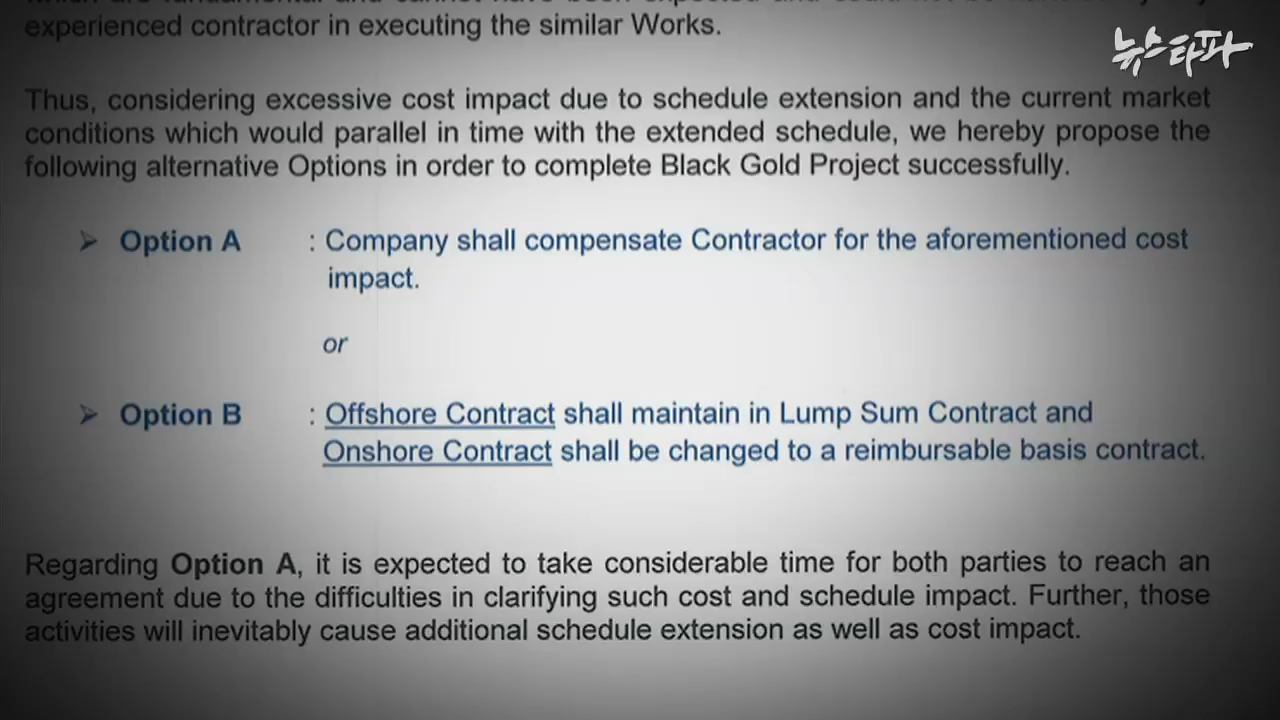 experienced contractor in executing the similar Works.
뉴스타파
Thus, considering excessive cost impact due to schedule extension and the current market
conditions which would parallel in time with the extended schedule, we hereby propose the
following alternative Options in order to complete Black Gold Project successfully.
➢ Option A : Company shall compensate Contractor for the aforementioned cost
impact.
or
➢ Option B : Offshore Contract shall maintain in Lump Sum Contract and
Onshore Contract shall be changed to a reimbursable basis contract.
Regarding Option A, it is expected to take considerable time for both parties to reach an
agreement due to the difficulties in clarifying such cost and schedule impact. Further, those
activities will inevitably cause additional schedule extension as well as cost impact.